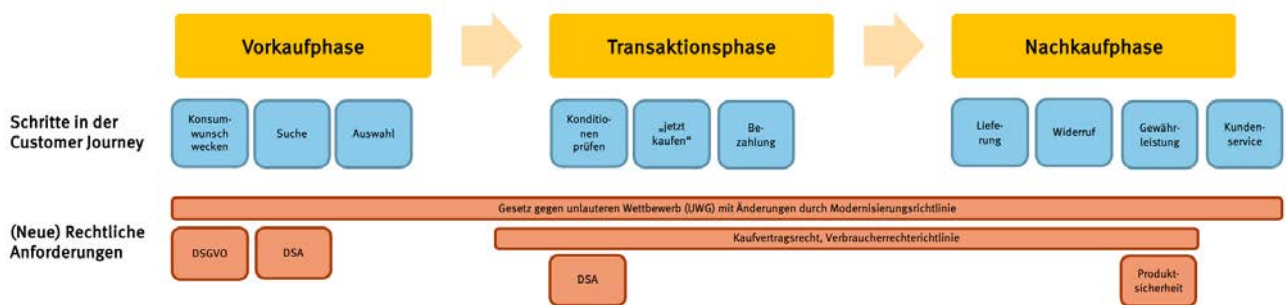 Vorkaufphase
Transaktionsphase
Nachkaufphase
Schritte in der
Customer Journey
Konsum-
wunsch
wecken
Suche
Auswahl
Konditio-
nen
prüfen
„jetzt
kaufen“
Be-
zahlung
Liefe-
rung
Widerruf
Gewähr-
leistung
Kunden-
service
(Neue) Rechtliche
Anforderungen
Gesetz gegen unlauteren Wettbewerb (UWG) mit Änderungen durch Modernisierungsrichtlinie
Kaufvertragsrecht, Verbraucherrechterichtlinie
DSGVO
DSA
DSA
Produkt-
sicherheit